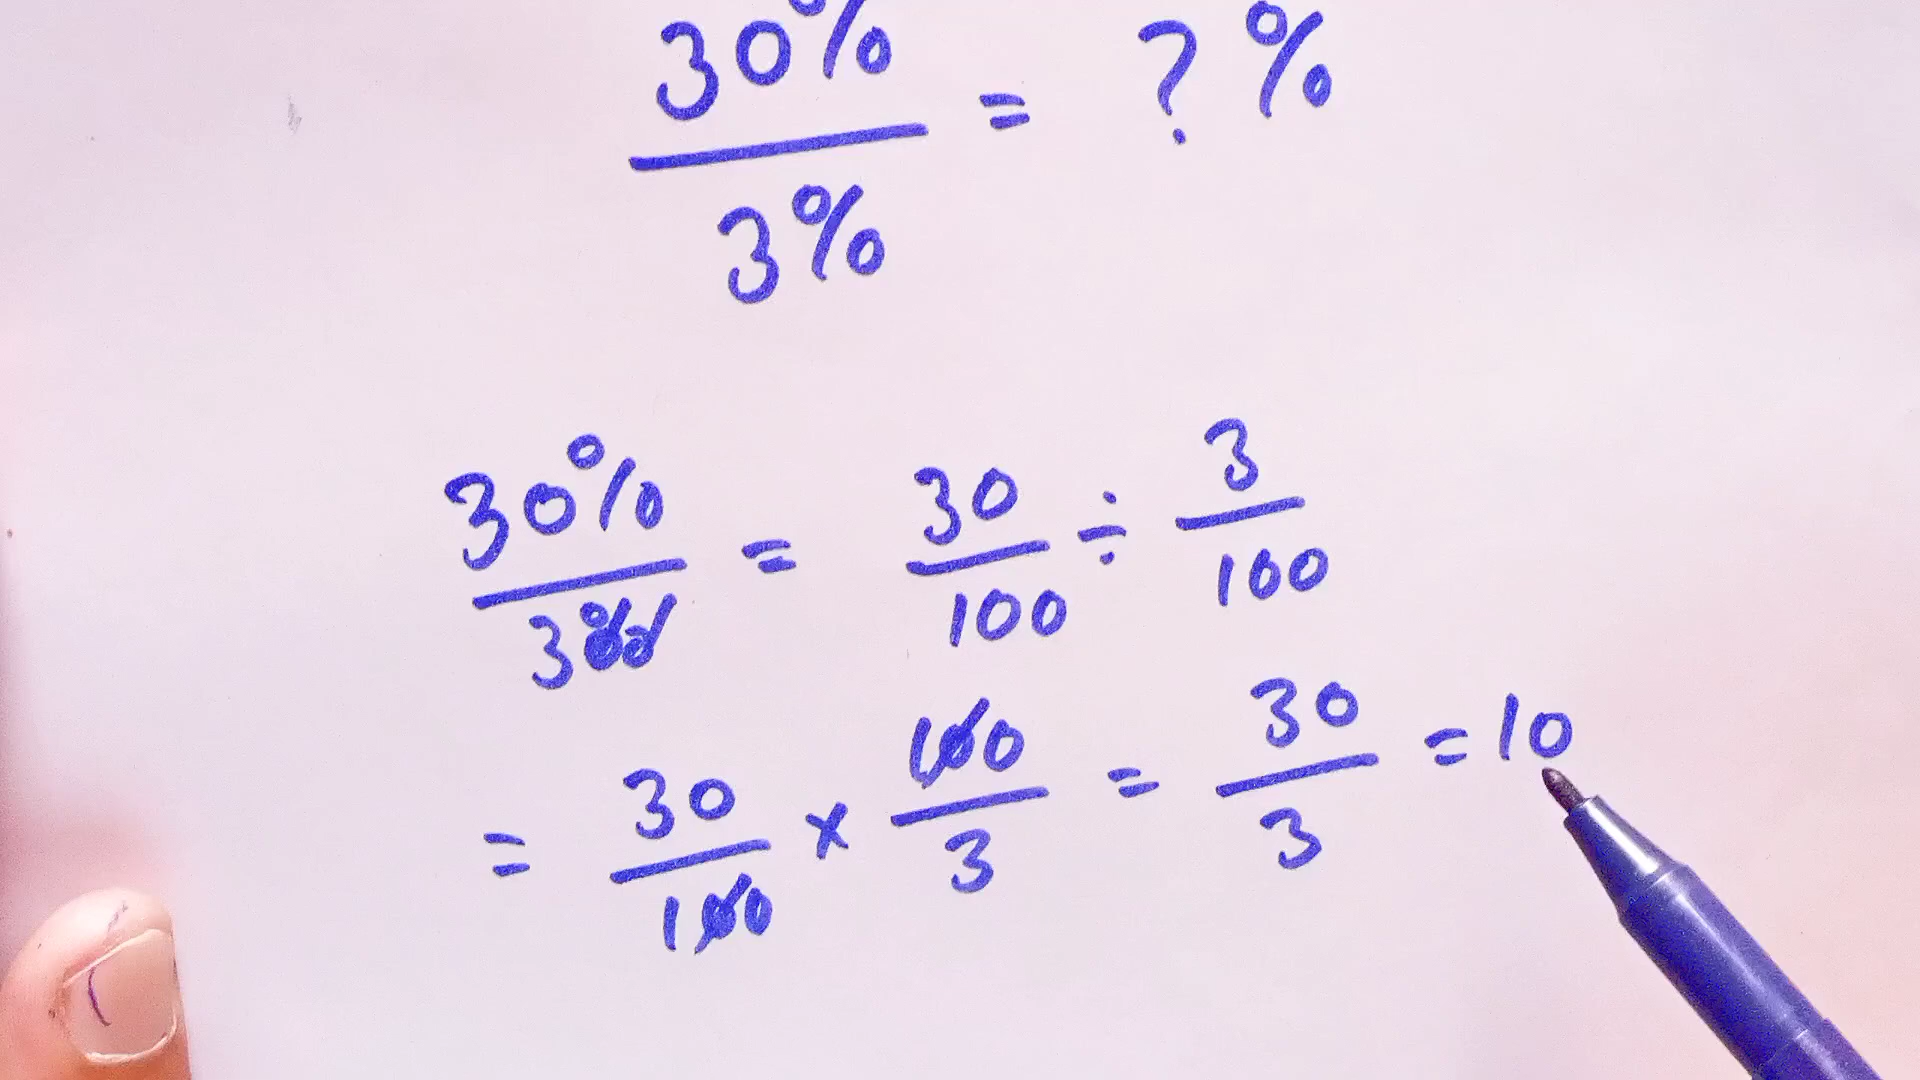 30% / 3% = ? %
30% / 3% = 30/100 ÷ 3/100
= 30/100 × 100/3 = 30/3 = 10